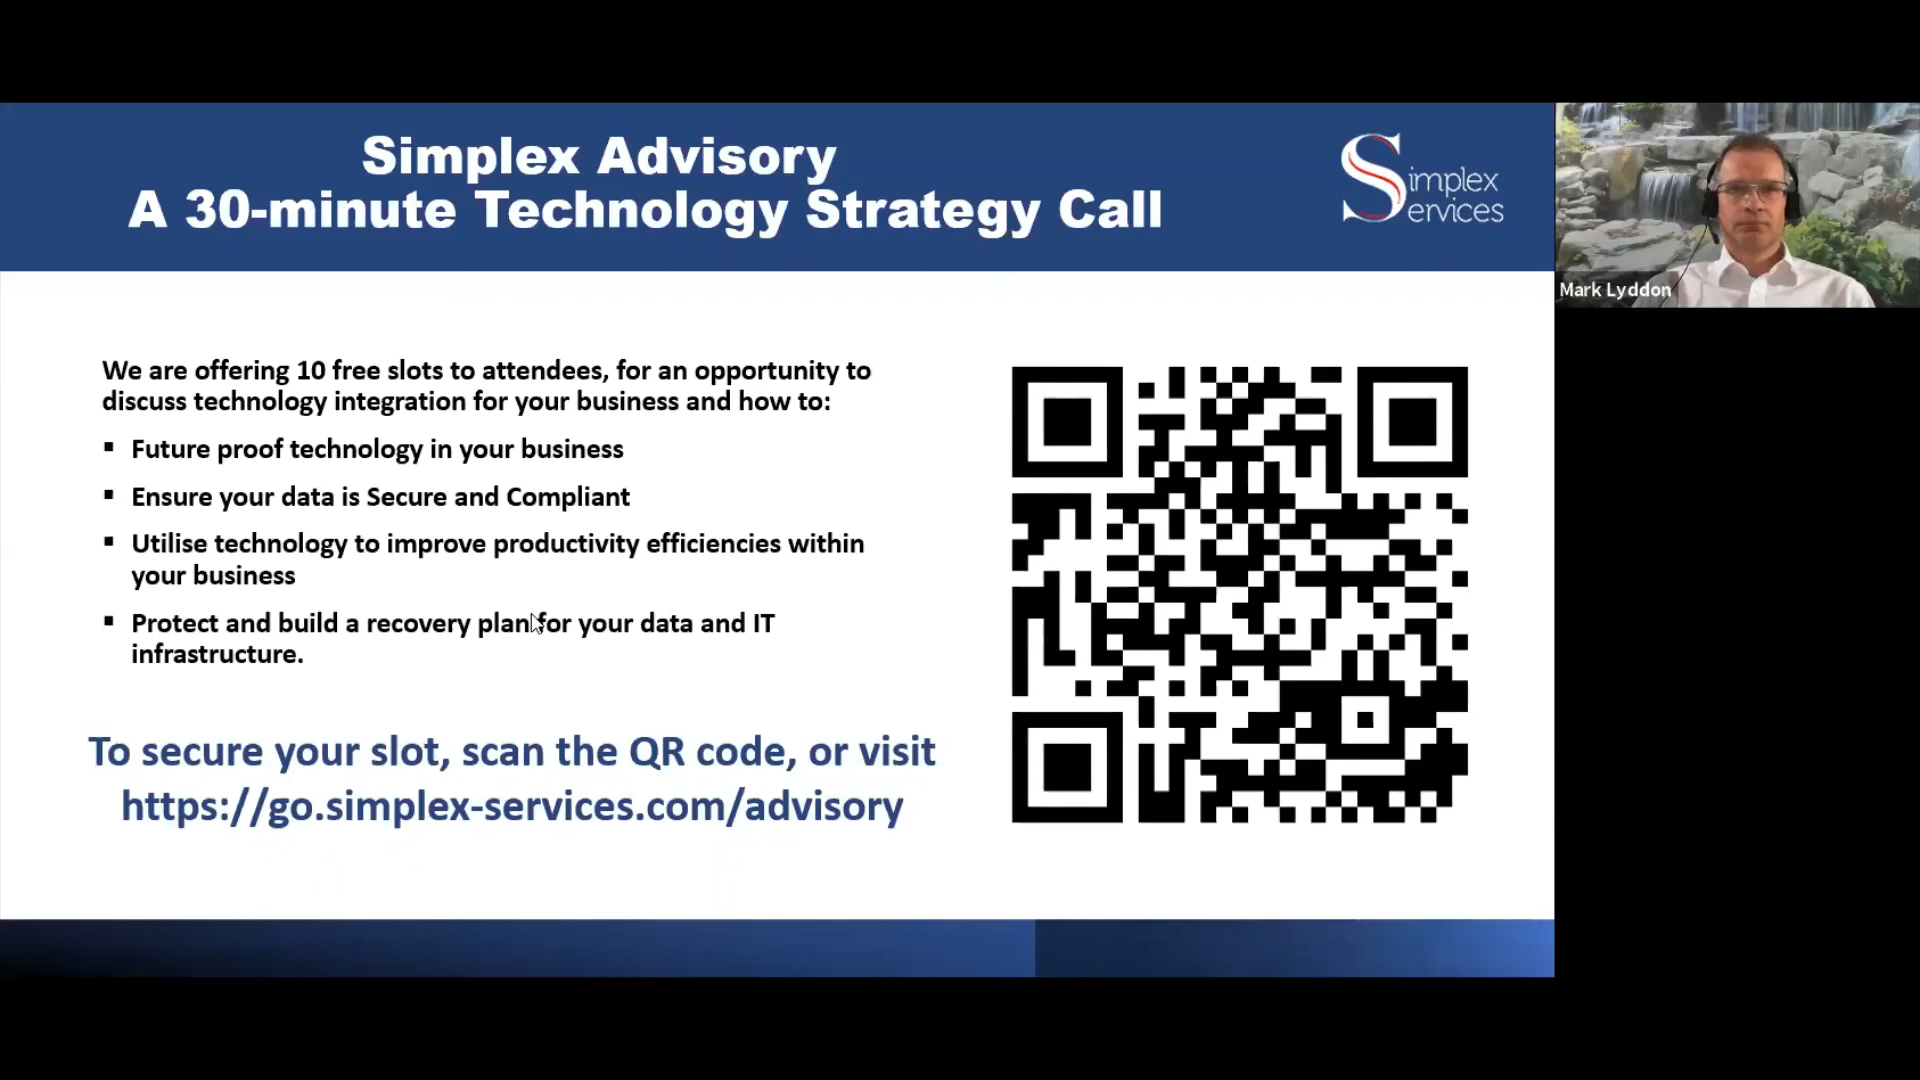 Simplex Advisory
A 30-minute Technology Strategy Call
Simplex
Services
Mark Lyddon
We are offering 10 free slots to attendees, for an opportunity to
discuss technology integration for your business and how to:
▪ Future proof technology in your business
▪ Ensure your data is Secure and Compliant
▪ Utilise technology to improve productivity efficiencies within
your business
▪ Protect and build a recovery plan for your data and IT
infrastructure.
To secure your slot, scan the QR code, or visit
https://go.simplex-services.com/advisory